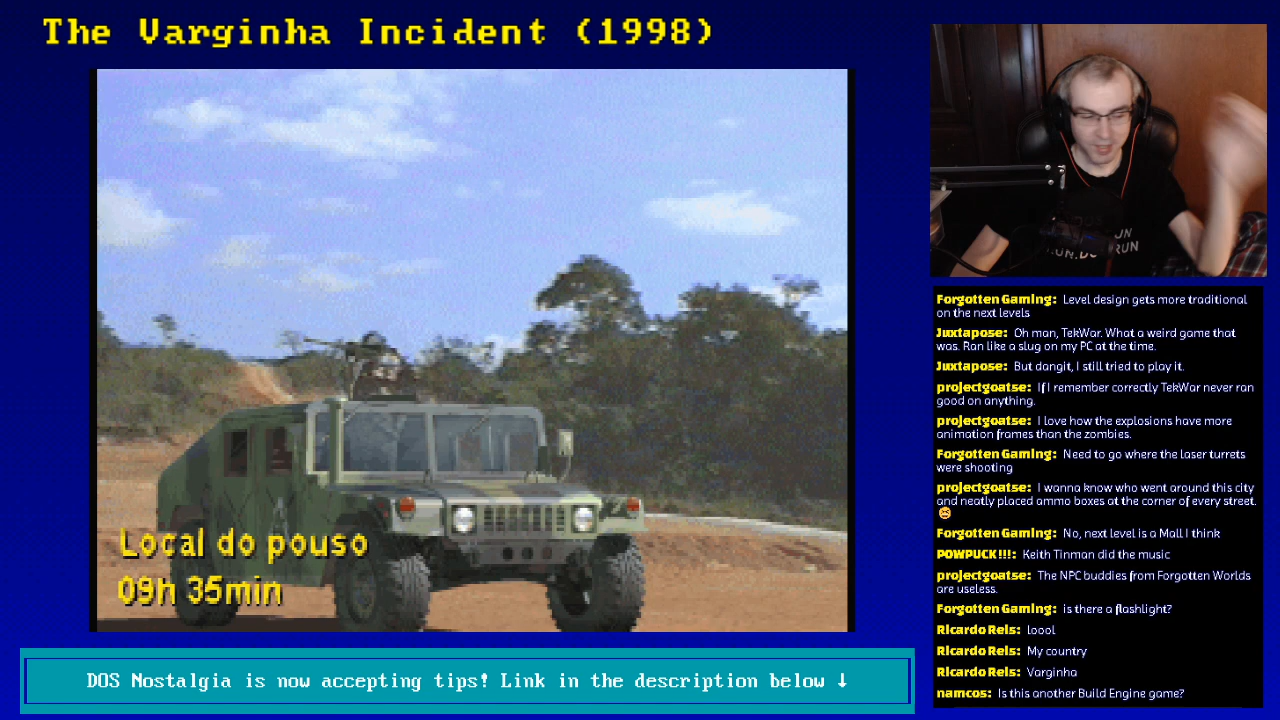 The Varginha Incident (1998)
Local do pouso
09h 35min
DOS Nostalgia is now accepting tips! Link in the description below ↓
Forgotten Gaming: Level design gets more traditional
on the next levels
Juxtapose: Oh man, TekWar. What a weird game that
was. Ran like a slug on my PC at the time.
Juxtapose: But dangit, I still tried to play it.
projectgoatse: If I remember correctly TekWar never ran
good on anything.
projectgoatse: I love how the explosions have more
animation frames than the zombies.
Forgotten Gaming: Need to go where the laser turrets
were shooting
projectgoatse: I wanna know who went around this city
and neatly placed ammo boxes at the corner of every street.
Forgotten Gaming: No, next level is a Mall I think
POWPUCK!!!: Keith Tinman did the music
projectgoatse: The NPC buddies from Forgotten Worlds
are useless.
Forgotten Gaming: is there a flashlight?
Ricardo Reis: loool
Ricardo Reis: My country
Ricardo Reis: Varginha
namcos: Is this another Build Engine game?